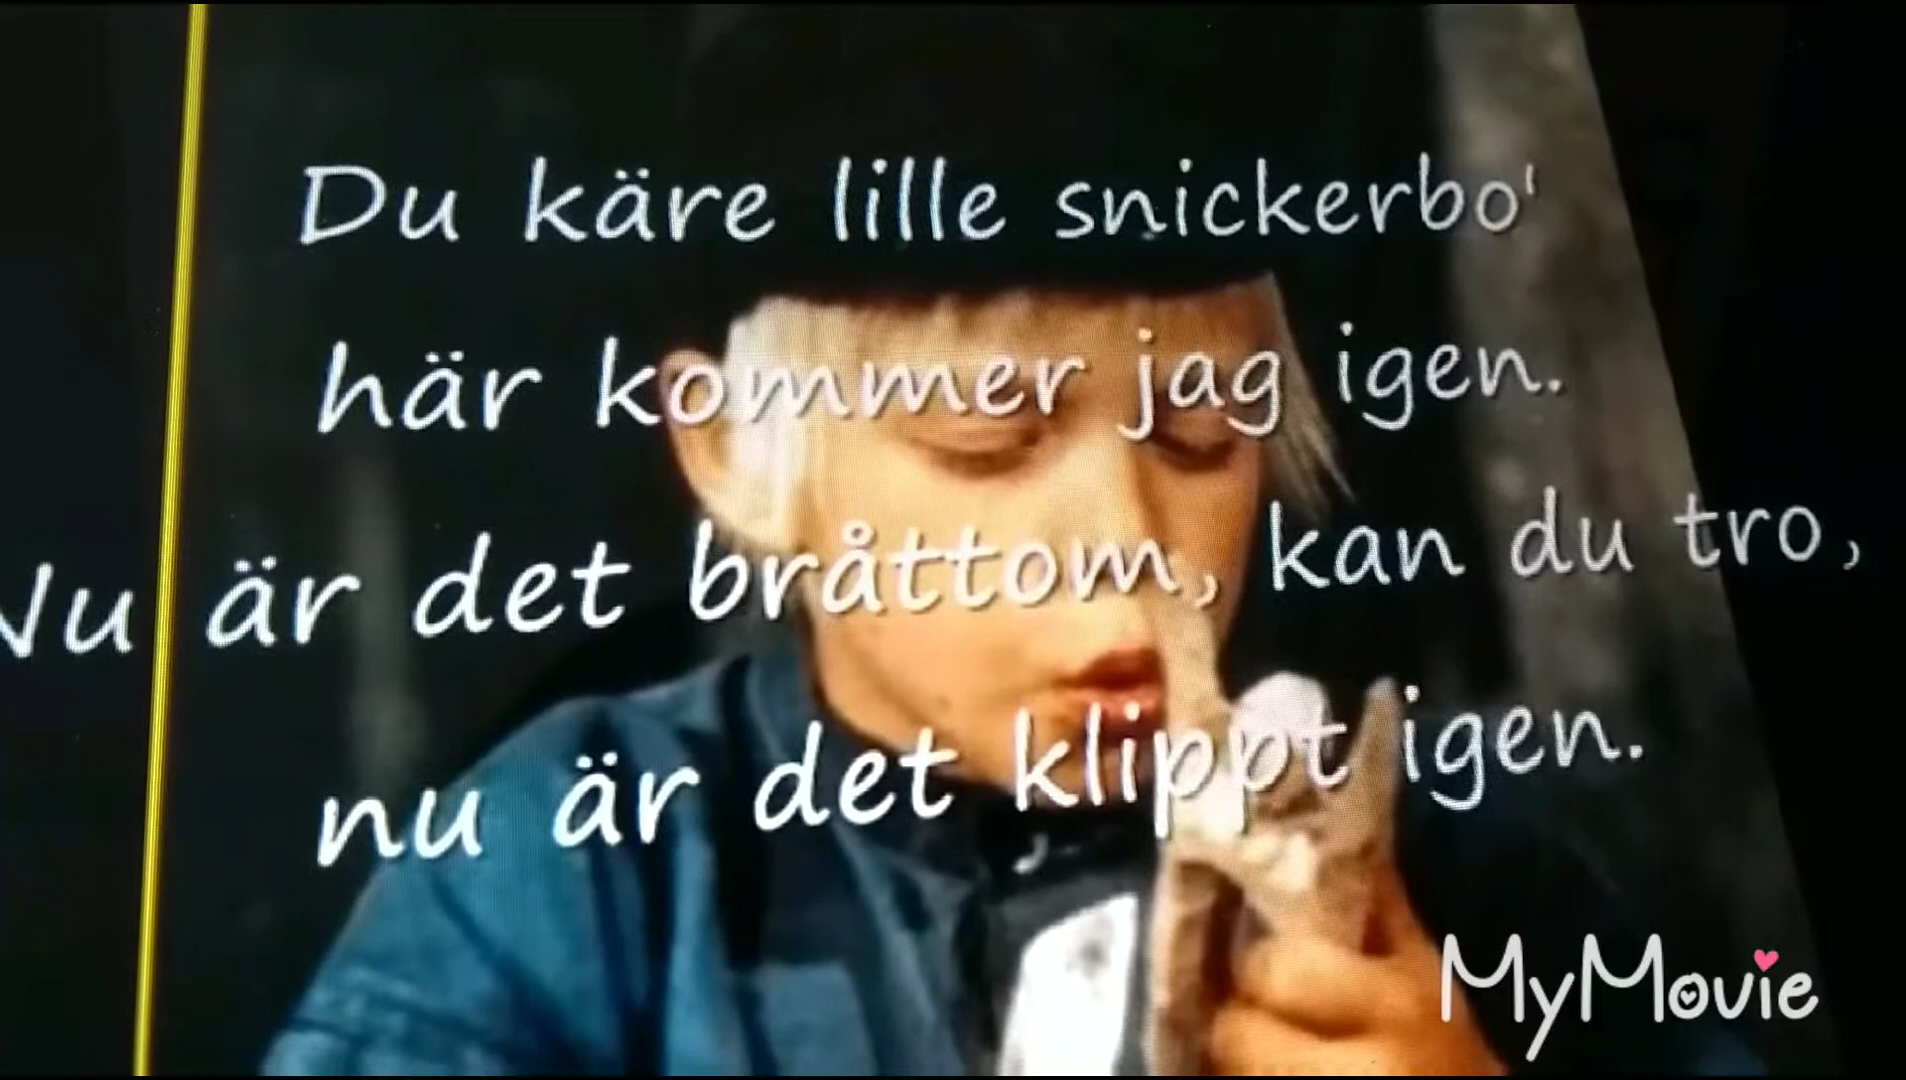 Du käre lille snickerbo'
här kommer jag igen.
Nu är det bråttom, kan du tro,
nu är det klippt igen.
MyMovie